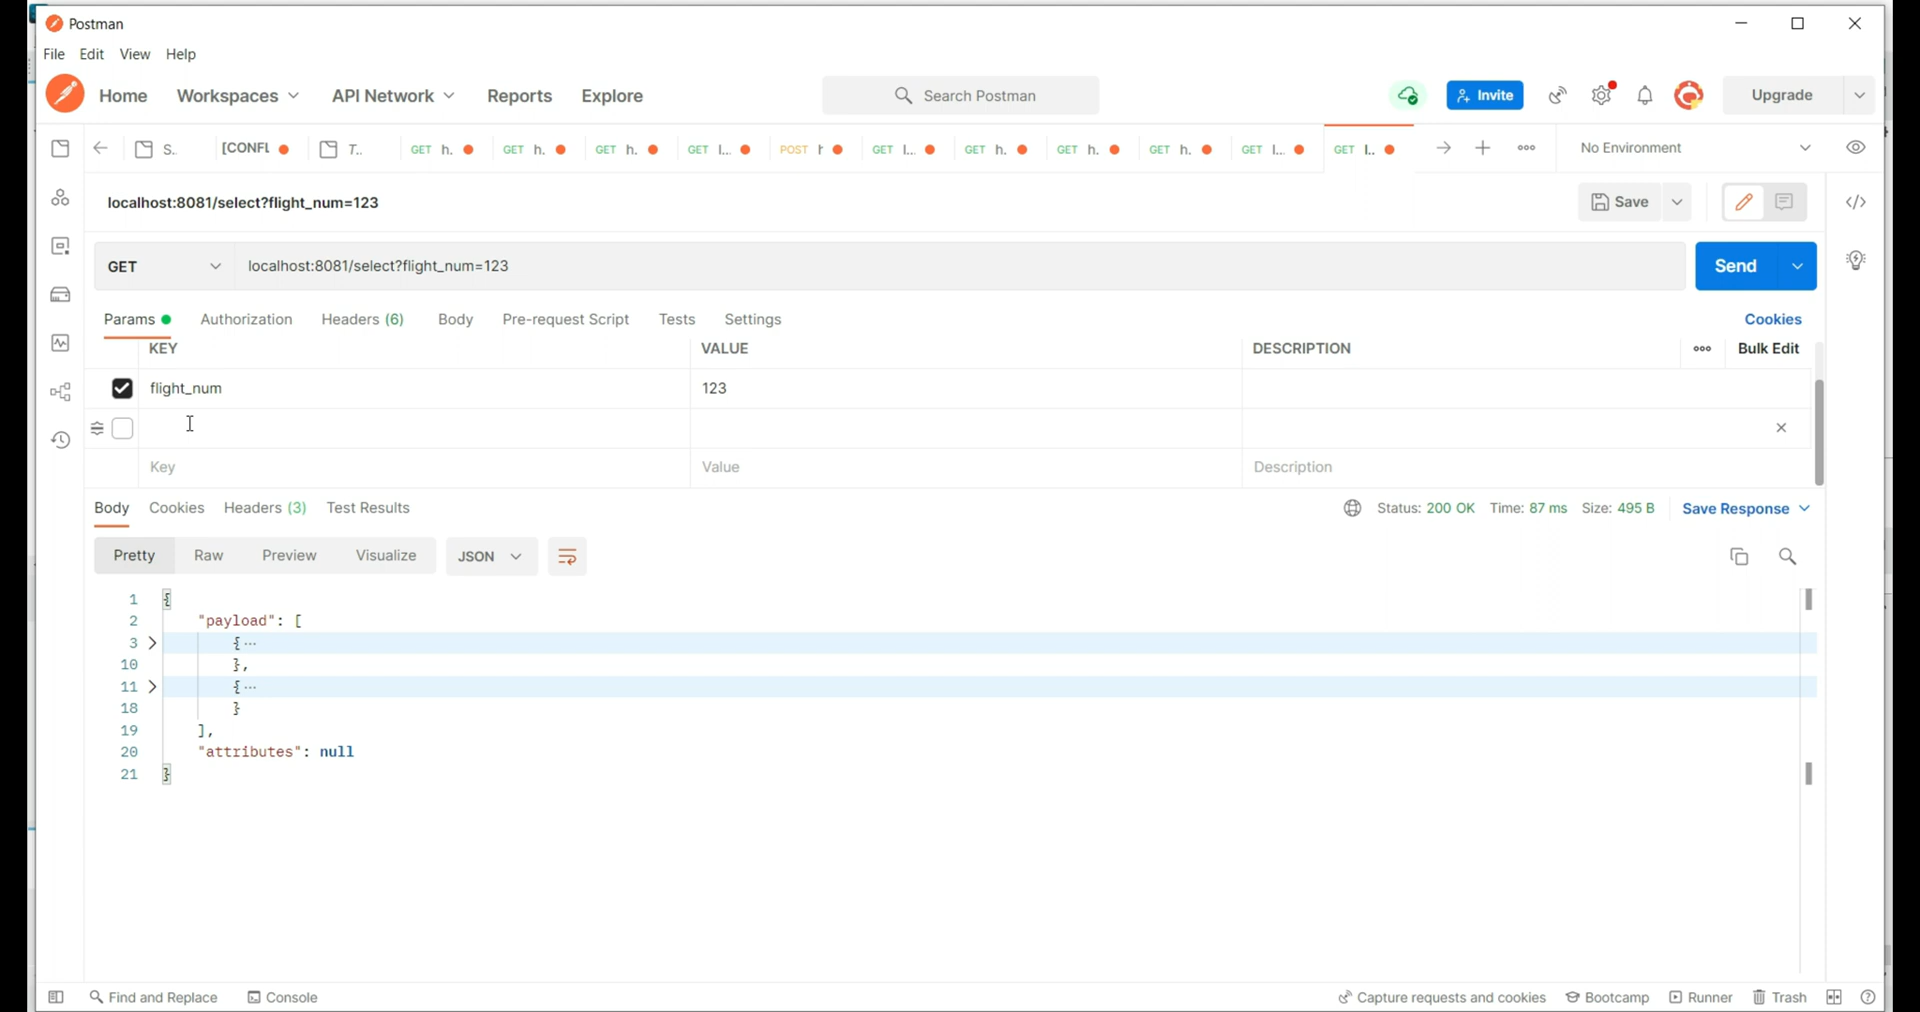 Postman
File Edit View Help
Home Workspaces API Network Reports Explore Search Postman Invite Upgrade
S.. [CONFL T.. GET h. GET h. GET h. GET l... POST h GET l... GET h. GET h. GET h. GET l... GET l.. No Environment
localhost:8081/select?flight_num=123 Save
GET localhost:8081/select?flight_num=123 Send
Params Authorization Headers (6) Body Pre-request Script Tests Settings Cookies
KEY VALUE DESCRIPTION Bulk Edit
flight_num 123
Key Value Description
Body Cookies Headers (3) Test Results Status: 200 OK Time: 87 ms Size: 495 B Save Response
Pretty Raw Preview Visualize JSON
1 {
2 "payload": [
3 {...
10 },
11 {...
18 }
19 ],
20 "attributes": null
21 }
Find and Replace Console Capture requests and cookies Bootcamp Runner Trash